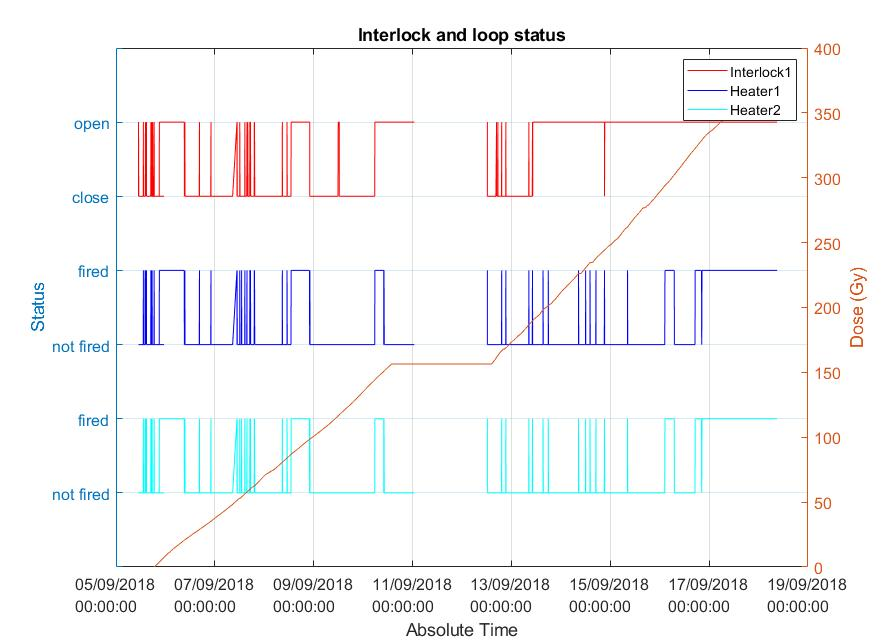 Interlock and loop status
Interlock1
Heater1
Heater2
open
close
fired
not fired
fired
not fired
Status
400
350
300
250
200
150
100
50
0
Dose (Gy)
05/09/2018 07/09/2018 09/09/2018 11/09/2018 13/09/2018 15/09/2018 17/09/2018 19/09/2018
00:00:00 00:00:00 00:00:00 00:00:00 00:00:00 00:00:00 00:00:00 00:00:00
Absolute Time